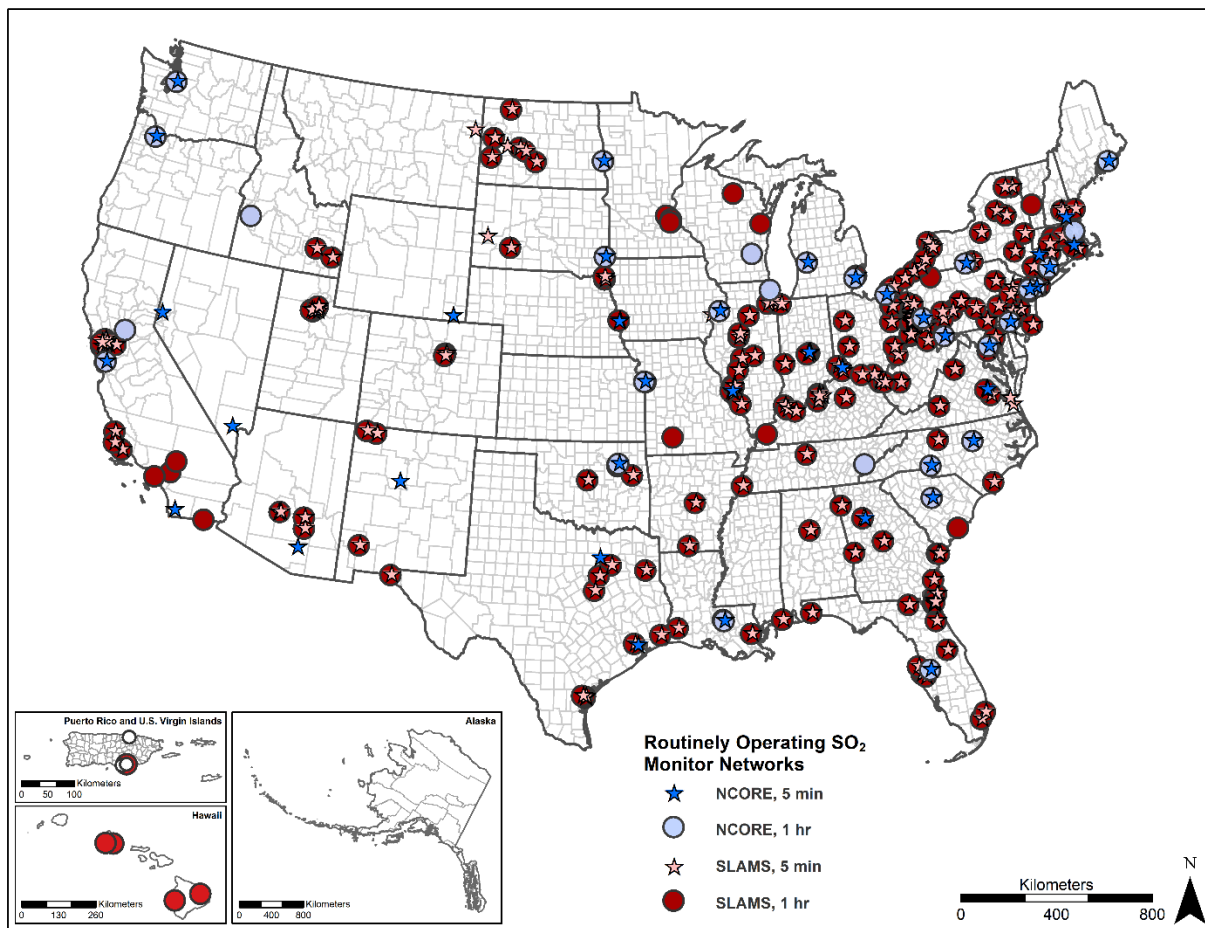 Puerto Rico and U.S. Virgin Islands
Kilometers
0 50 100
Hawaii
Kilometers
0 130 260
Alaska
Kilometers
0 400 800
Routinely Operating SO₂
Monitor Networks
NCORE, 5 min
NCORE, 1 hr
SLAMS, 5 min
SLAMS, 1 hr
N
Kilometers
0 400 800